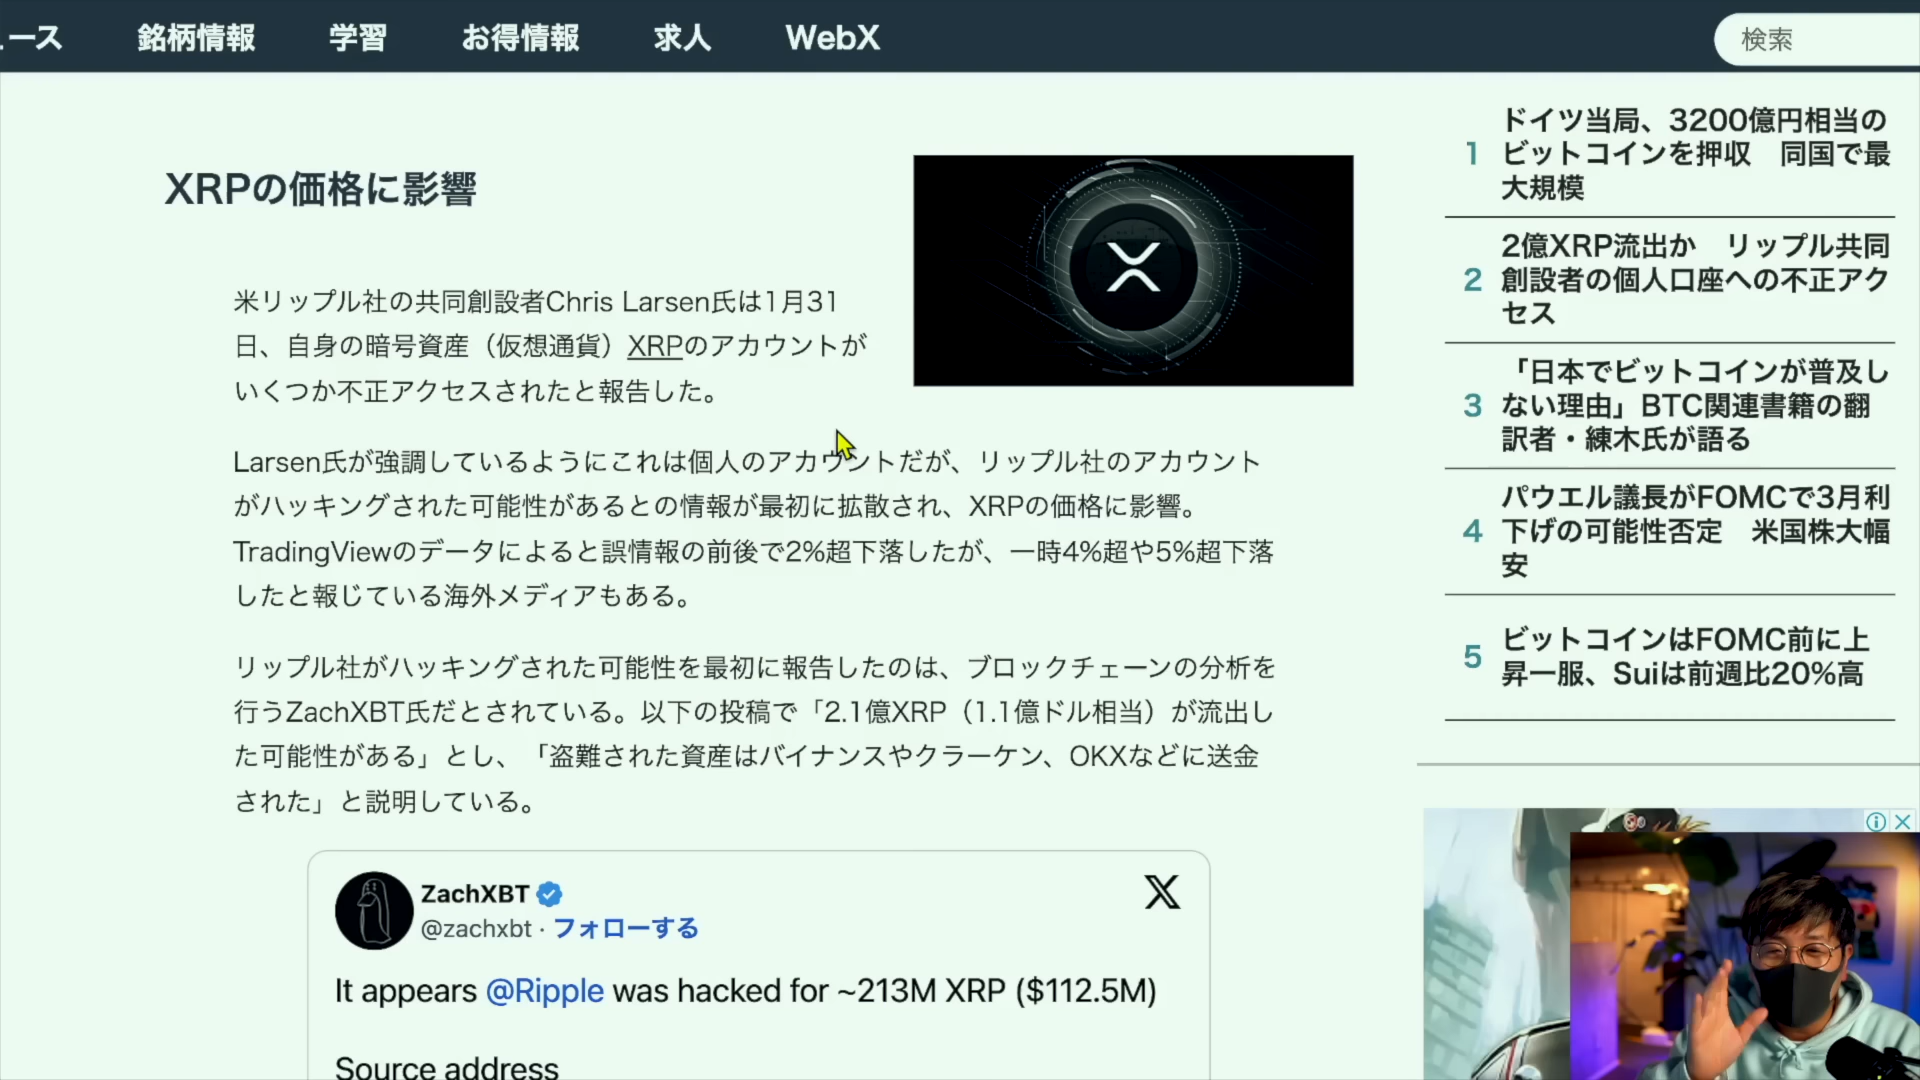 ース
銘柄情報
学習
お得情報
求人
WebX
検索
XRPの価格に影響
米リップル社の共同創設者Chris Larsen氏は1月31
日、自身の暗号資産（仮想通貨）XRPのアカウントが
いくつか不正アクセスされたと報告した。
Larsen氏が強調しているようにこれは個人のアカウントだが、リップル社のアカウント
がハッキングされた可能性があるとの情報が最初に拡散され、XRPの価格に影響。
TradingViewのデータによると誤情報の前後で2%超下落したが、一時4%超や5%超下落
したと報じている海外メディアもある。
リップル社がハッキングされた可能性を最初に報告したのは、ブロックチェーンの分析を
行うZachXBT氏だとされている。以下の投稿で「2.1億XRP（1.1億ドル相当）が流出し
た可能性がある」とし、「盗難された資産はバイナンスやクラーケン、OKXなどに送金
された」と説明している。
ZachXBT
@zachxbt · フォローする
It appears @Ripple was hacked for ~213M XRP ($112.5M)
Source address
1
ドイツ当局、3200億円相当の
ビットコインを押収　同国で最
大規模
2
2億XRP流出か　リップル共同
創設者の個人口座への不正アク
セス
3
「日本でビットコインが普及し
ない理由」BTC関連書籍の翻
訳者・練木氏が語る
4
パウエル議長がFOMCで3月利
下げの可能性否定　米国株大幅
安
5
ビットコインはFOMC前に上
昇一服、Suiは前週比20%高